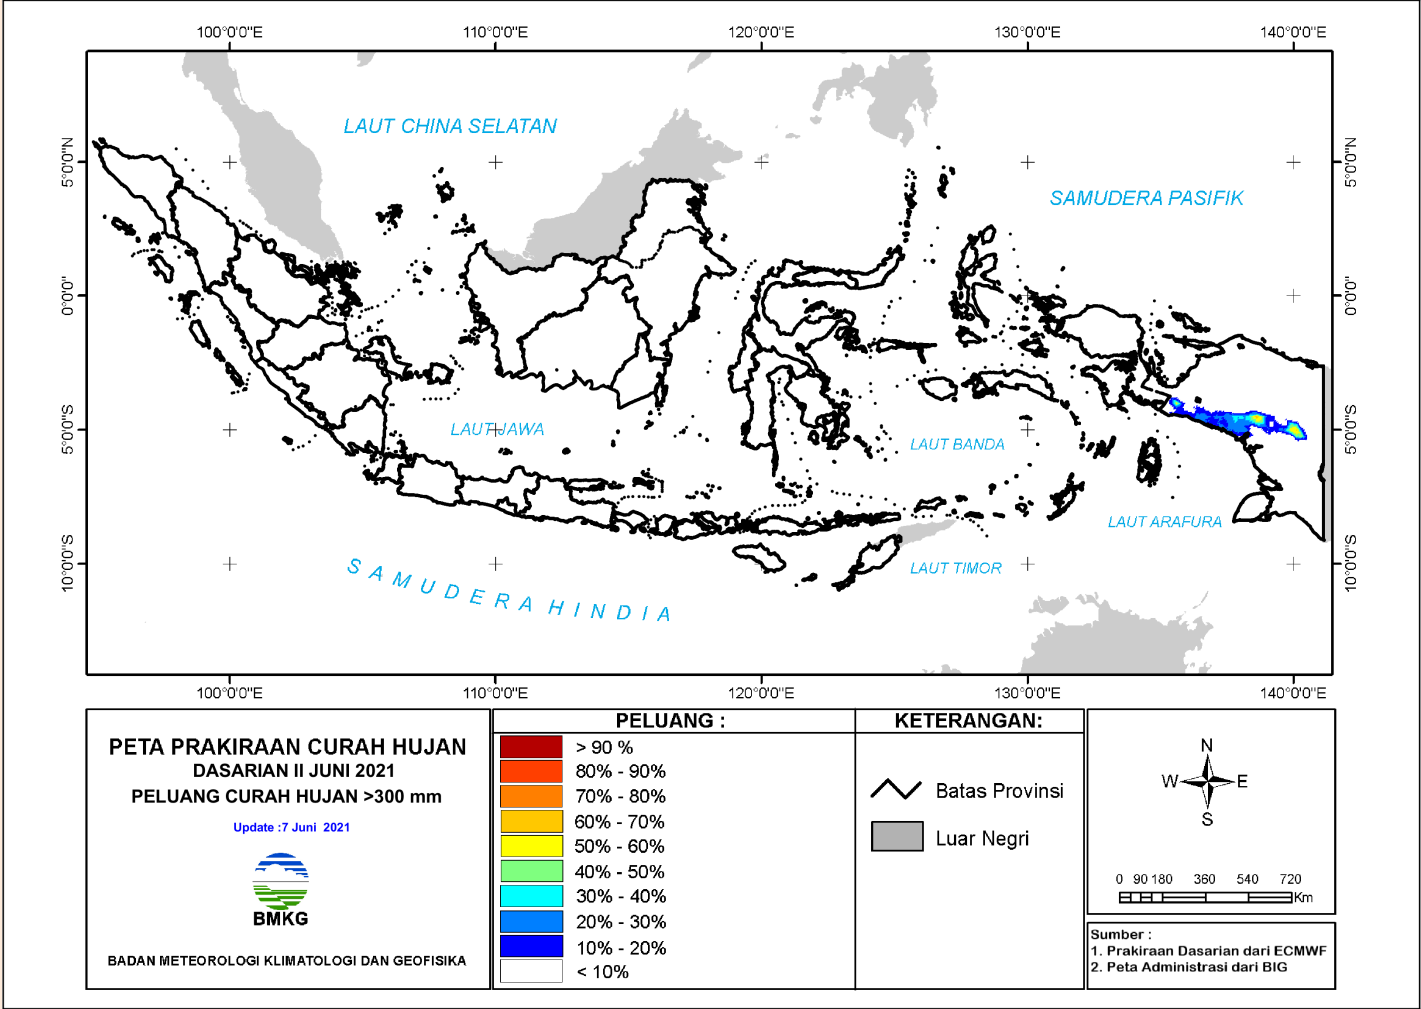 100°0'0"E 110°0'0"E 120°0'0"E 130°0'0"E 140°0'0"E
LAUT CHINA SELATAN
5°0'0"N 5°0'0"N
SAMUDERA PASIFIK
0°0'0" 0°0'0"
LAUT JAWA
LAUT BANDA
5°0'0"S 5°0'0"S
LAUT ARAFURA
LAUT TIMOR
10°0'0"S 10°0'0"S
SAMUDERA HINDIA
100°0'0"E 110°0'0"E 120°0'0"E 130°0'0"E 140°0'0"E
PETA PRAKIRAAN CURAH HUJAN
DASARIAN II JUNI 2021
PELUANG CURAH HUJAN >300 mm
Update :7 Juni 2021
BMKG
BADAN METEOROLOGI KLIMATOLOGI DAN GEOFISIKA
PELUANG :
> 90 %
80% - 90%
70% - 80%
60% - 70%
50% - 60%
40% - 50%
30% - 40%
20% - 30%
10% - 20%
< 10%
KETERANGAN:
Batas Provinsi
Luar Negri
N
W E
S
0 90 180 360 540 720
Km
Sumber :
1. Prakiraan Dasarian dari ECMWF
2. Peta Administrasi dari BIG